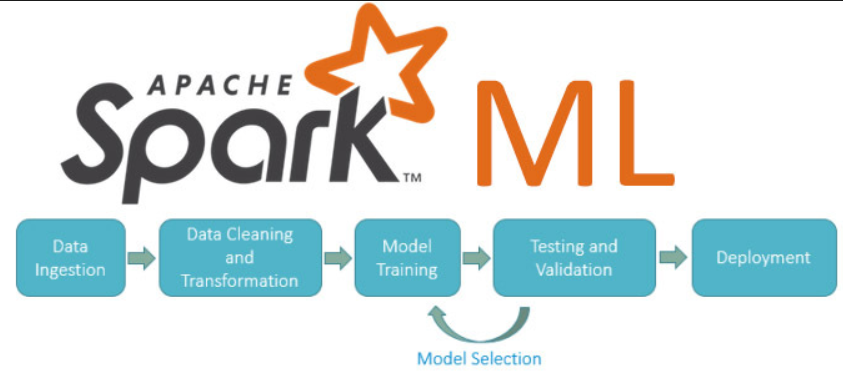 APACHE
Spark™ ML
Data
Ingestion
Data Cleaning
and
Transformation
Model
Training
Testing and
Validation
Deployment
Model Selection